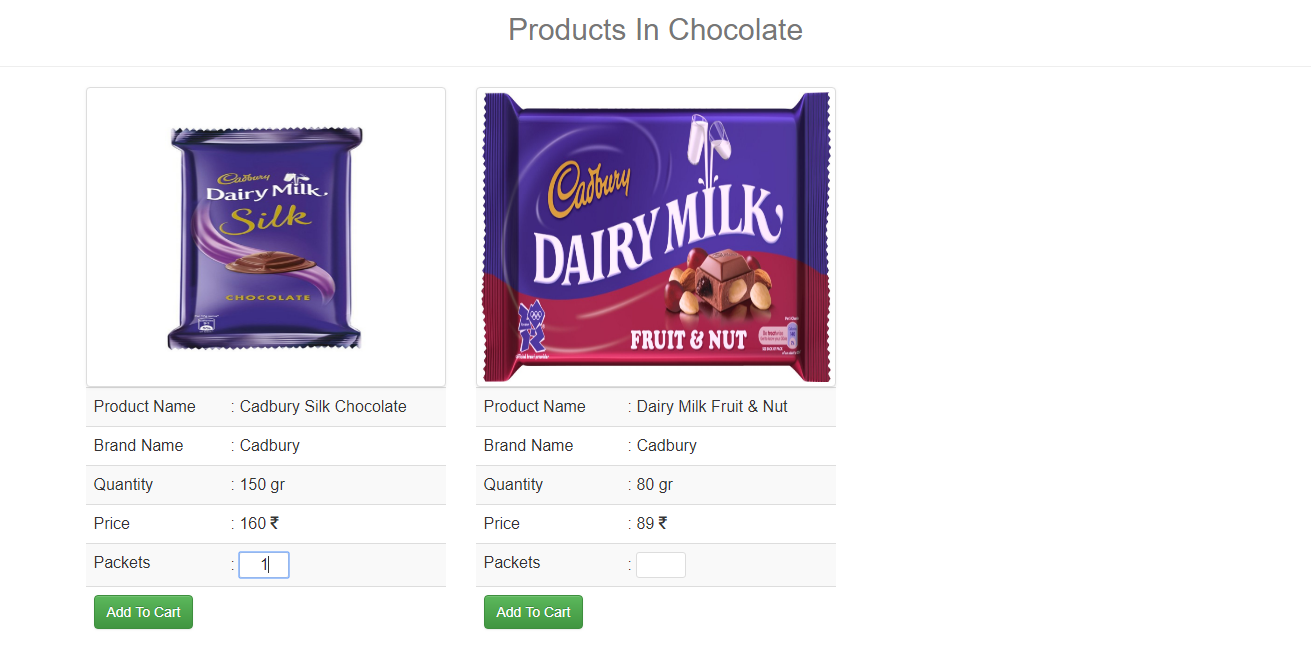 Products In Chocolate
Cadbury
Dairy Milk
Silk
CHOCOLATE
Product Name : Cadbury Silk Chocolate
Brand Name : Cadbury
Quantity : 150 gr
Price : 160 ₹
Packets : 1
Add To Cart
Cadbury
DAIRY MILK
FRUIT & NUT
Product Name : Dairy Milk Fruit & Nut
Brand Name : Cadbury
Quantity : 80 gr
Price : 89 ₹
Packets :
Add To Cart